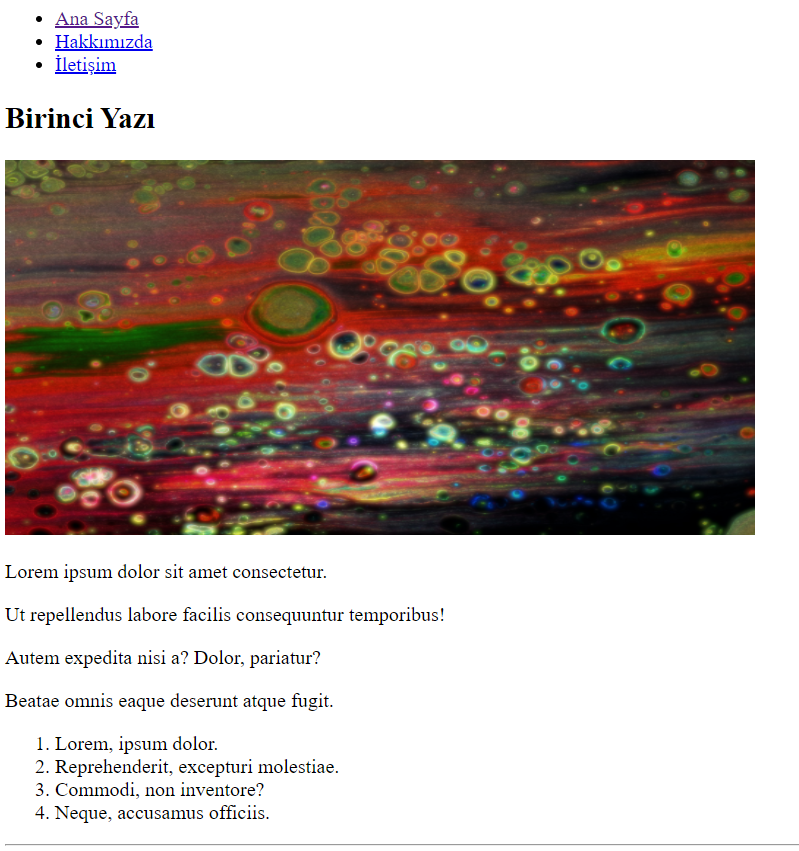 Ana Sayfa
Hakkımızda
İletişim
Birinci Yazı
Lorem ipsum dolor sit amet consectetur.
Ut repellendus labore facilis consequuntur temporibus!
Autem expedita nisi a? Dolor, pariatur?
Beatae omnis eaque deserunt atque fugit.
1. Lorem, ipsum dolor.
2. Reprehenderit, excepturi molestiae.
3. Commodi, non inventore?
4. Neque, accusamus officiis.